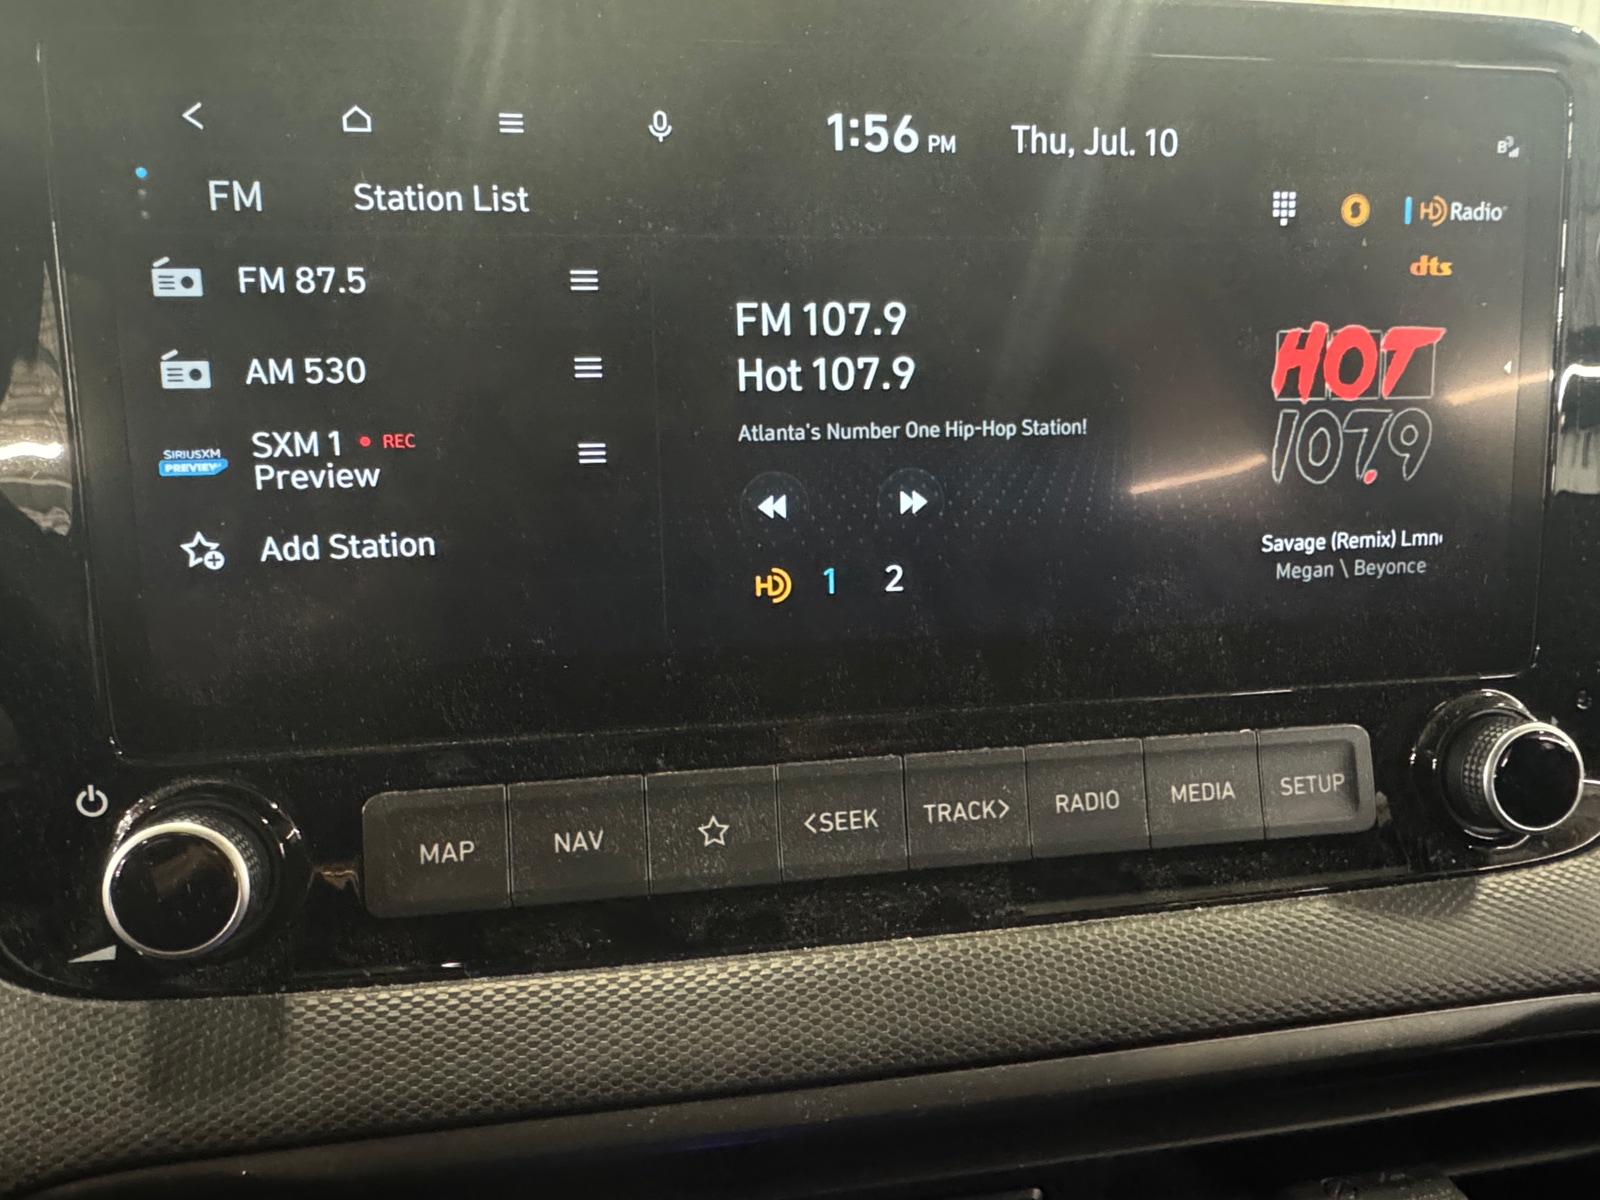 1:56 PM Thu, Jul. 10
B
FM Station List
HD Radio
dts
FM 87.5
AM 530
SIRIUSXM
PREVIEW
SXM 1 REC
Preview
Add Station
FM 107.9
Hot 107.9
Atlanta's Number One Hip-Hop Station!
HD 1 2
HOT
107.9
Savage (Remix) Lmn
Megan \ Beyonce
MAP
NAV
<SEEK
TRACK>
RADIO
MEDIA
SETUP